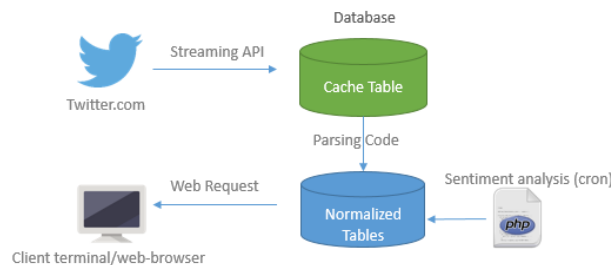 Database
Streaming API
Twitter.com
Cache Table
Parsing Code
Web Request
Sentiment analysis (cron)
Normalized
Tables
php
Client terminal/web-browser